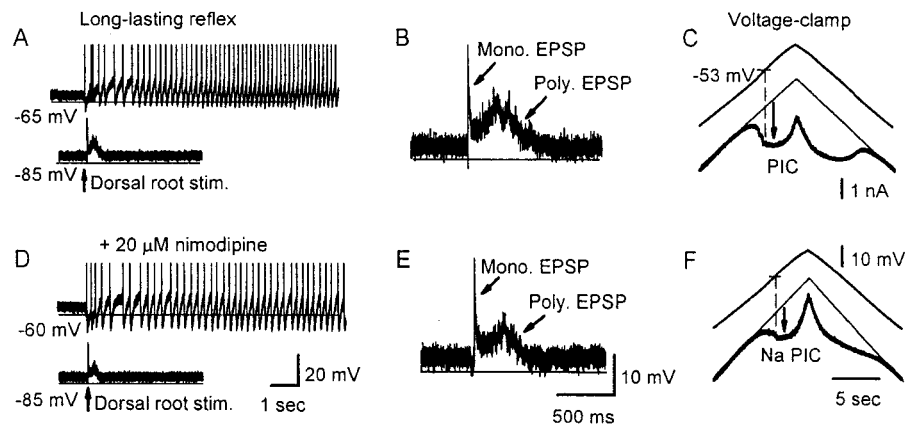 Long-lasting reflex
Voltage-clamp
A
B
C
Mono. EPSP
Poly. EPSP
-53 mV
-65 mV
-85 mV
Dorsal root stim.
PIC
1 nA
+ 20 µM nimodipine
D
E
F
Mono. EPSP
Poly. EPSP
10 mV
-60 mV
Na PIC
-85 mV
Dorsal root stim.
20 mV
1 sec
10 mV
500 ms
5 sec